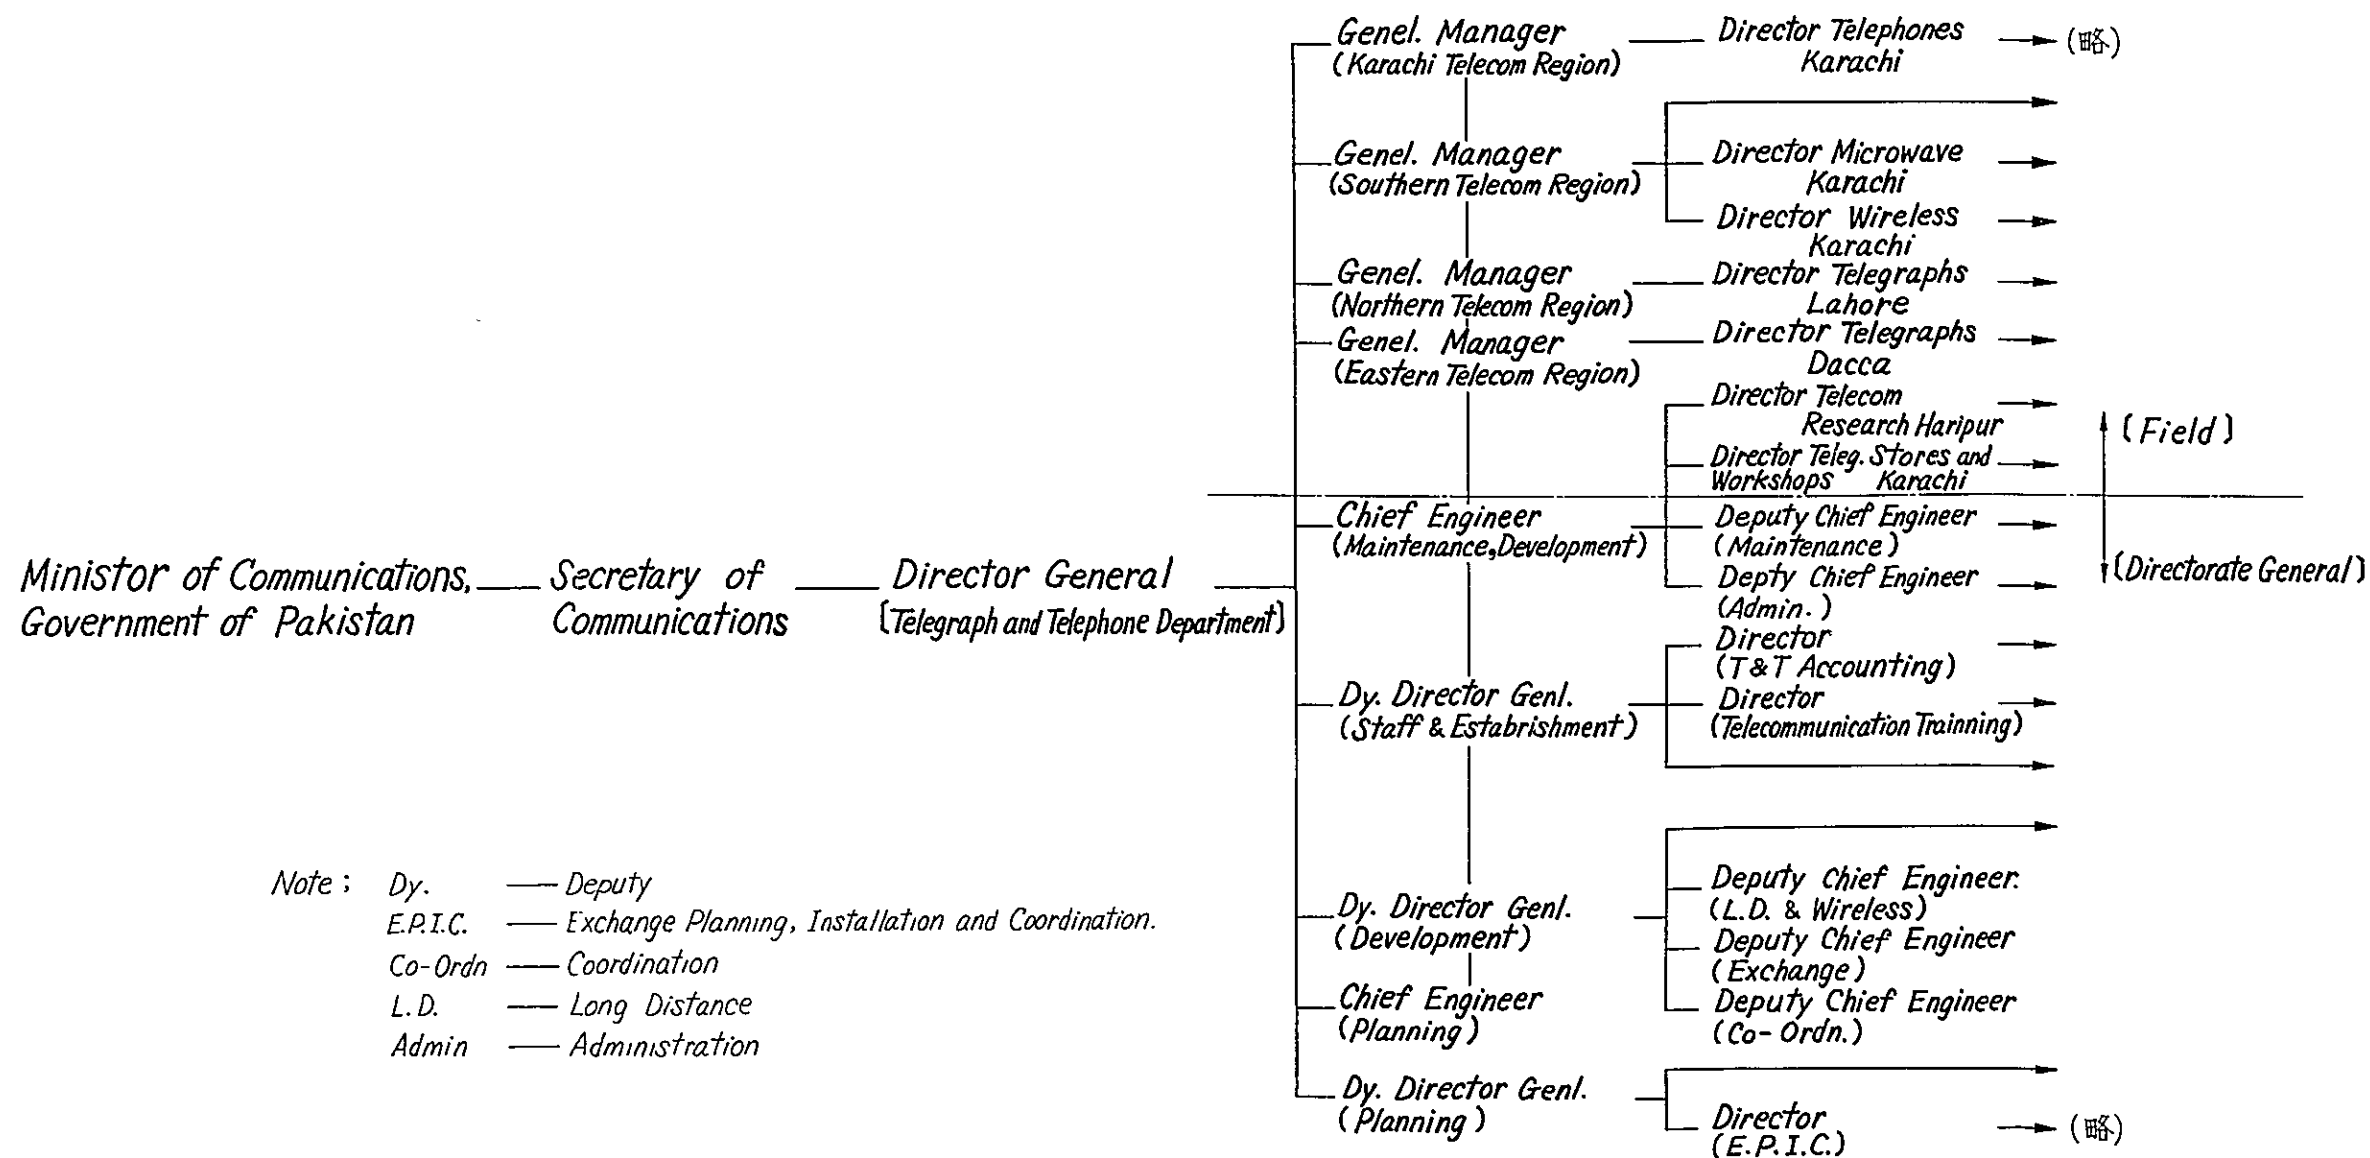 Genel. Manager
(Karachi Telecom Region)
Director Telephones
Karachi
(略)
Genel. Manager
(Southern Telecom Region)
Director Microwave
Karachi
Director Wireless
Karachi
Genel. Manager
(Northern Telecom Region)
Director Telegraphs
Lahore
Genel. Manager
(Eastern Telecom Region)
Director Telegraphs
Dacca
Director Telecom
Research Haripur
Director Teleg. Stores and
Workshops Karachi
[Field]
[Directorate General]
Ministor of Communications,
Government of Pakistan
Secretary of
Communications
Director General
[Telegraph and Telephone Department]
Chief Engineer
(Maintenance,Development)
Deputy Chief Engineer
(Maintenance)
Depty Chief Engineer
(Admin.)
Dy. Director Genl.
(Staff & Estabrishment)
Director
(T&T Accounting)
Director
(Telecommunication Trainning)
Dy. Director Genl.
(Development)
Deputy Chief Engineer.
(L.D. & Wireless)
Deputy Chief Engineer
(Exchange)
Deputy Chief Engineer
(Co-Ordn.)
Chief Engineer
(Planning)
Dy. Director Genl.
(Planning)
Director
(E.P.I.C.)
(略)
Note; Dy. — Deputy
E.P.I.C. — Exchange Planning, Installation and Coordination.
Co-Ordn — Coordination
L.D. — Long Distance
Admin — Administration